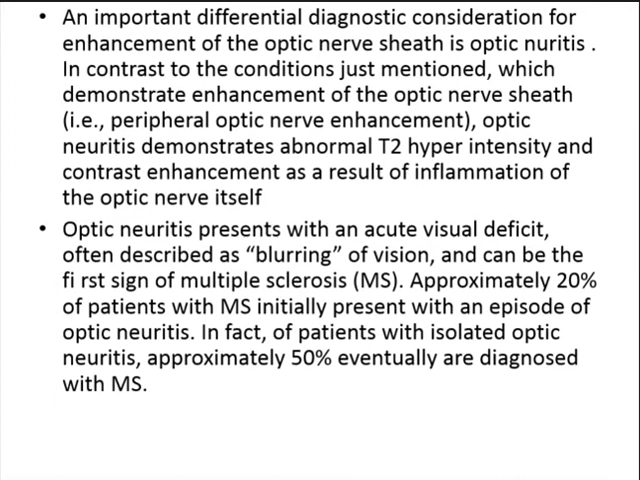 • An important differential diagnostic consideration for
enhancement of the optic nerve sheath is optic nuritis .
In contrast to the conditions just mentioned, which
demonstrate enhancement of the optic nerve sheath
(i.e., peripheral optic nerve enhancement), optic
neuritis demonstrates abnormal T2 hyper intensity and
contrast enhancement as a result of inflammation of
the optic nerve itself
• Optic neuritis presents with an acute visual deficit,
often described as “blurring” of vision, and can be the
fi rst sign of multiple sclerosis (MS). Approximately 20%
of patients with MS initially present with an episode of
optic neuritis. In fact, of patients with isolated optic
neuritis, approximately 50% eventually are diagnosed
with MS.